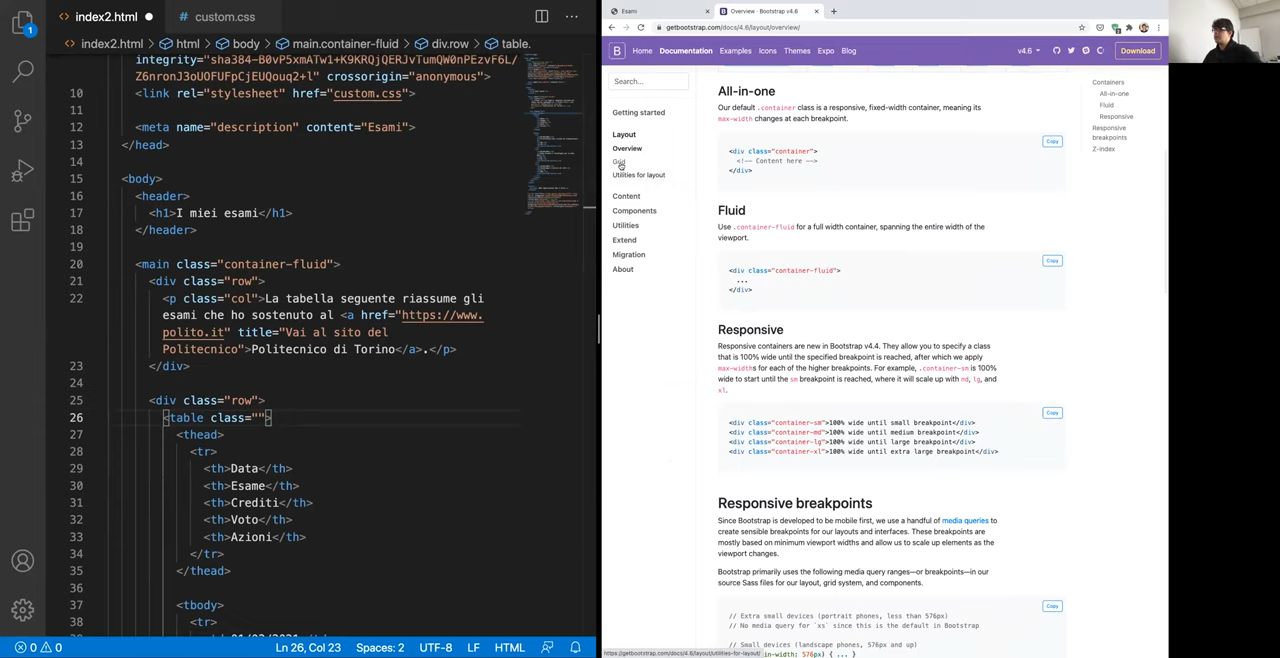 index2.html
custom.css
index2.html > html > body > main.container-fluid > div.row > table.
integrity="sha384-B0vP5xmATw1+K9KRQjQERJvTumQW0nPEzvF6L/
Z6nronJ3oUOFUFpCjEUQouq2+l" crossorigin="anonymous">
10 <link rel="stylesheet" href="custom.css">
11
12 <meta name="description" content="Esami">
13 </head>
14
15 <body>
16 <header>
17 <h1>I miei esami</h1>
18 </header>
19
20 <main class="container-fluid">
21 <div class="row">
22 <p class="col">La tabella seguente riassume gli
esami che ho sostenuto al <a href="https://www.
polito.it" title="Vai al sito del
Politecnico">Politecnico di Torino</a>.</p>
23 </div>
24
25 <div class="row">
26 <table class="">
27 <thead>
28 <tr>
29 <th>Data</th>
30 <th>Esame</th>
31 <th>Crediti</th>
32 <th>Voto</th>
33 <th>Azioni</th>
34 </tr>
35 </thead>
36
37 <tbody>
38 <tr>
1
0 0
Ln 26, Col 23 Spaces: 2 UTF-8 LF HTML
Esami
Overview · Bootstrap v4.6
getbootstrap.com/docs/4.6/layout/overview/
B Home Documentation Examples Icons Themes Expo Blog v4.6 Download
Search...
Getting started
Layout
Overview
Grid
Utilities for layout
Content
Components
Utilities
Extend
Migration
About
All-in-one
Our default .container class is a responsive, fixed-width container, meaning its
max-width changes at each breakpoint.
Copy
<div class="container">
<!-- Content here -->
</div>
Fluid
Use .container-fluid for a full width container, spanning the entire width of the
viewport.
Copy
<div class="container-fluid">
...
</div>
Responsive
Responsive containers are new in Bootstrap v4.4. They allow you to specify a class
that is 100% wide until the specified breakpoint is reached, after which we apply
max-widths for each of the higher breakpoints. For example, .container-sm is 100%
wide to start until the sm breakpoint is reached, where it will scale up with md, lg, and
xl.
Copy
<div class="container-sm">100% wide until small breakpoint</div>
<div class="container-md">100% wide until medium breakpoint</div>
<div class="container-lg">100% wide until large breakpoint</div>
<div class="container-xl">100% wide until extra large breakpoint</div>
Responsive breakpoints
Since Bootstrap is developed to be mobile first, we use a handful of media queries to
create sensible breakpoints for our layouts and interfaces. These breakpoints are
mostly based on minimum viewport widths and allow us to scale up elements as the
viewport changes.
Bootstrap primarily uses the following media query ranges—or breakpoints—in our
source Sass files for our layout, grid system, and components.
Copy
// Extra small devices (portrait phones, less than 576px)
// No media query for `xs` since this is the default in Bootstrap
// Small devices (landscape phones, 576px and up)
576px) { ... }
https://getbootstrap.com/docs/4.6/layout/utilities-for-layout/
Containers
All-in-one
Fluid
Responsive
Responsive
breakpoints
Z-index